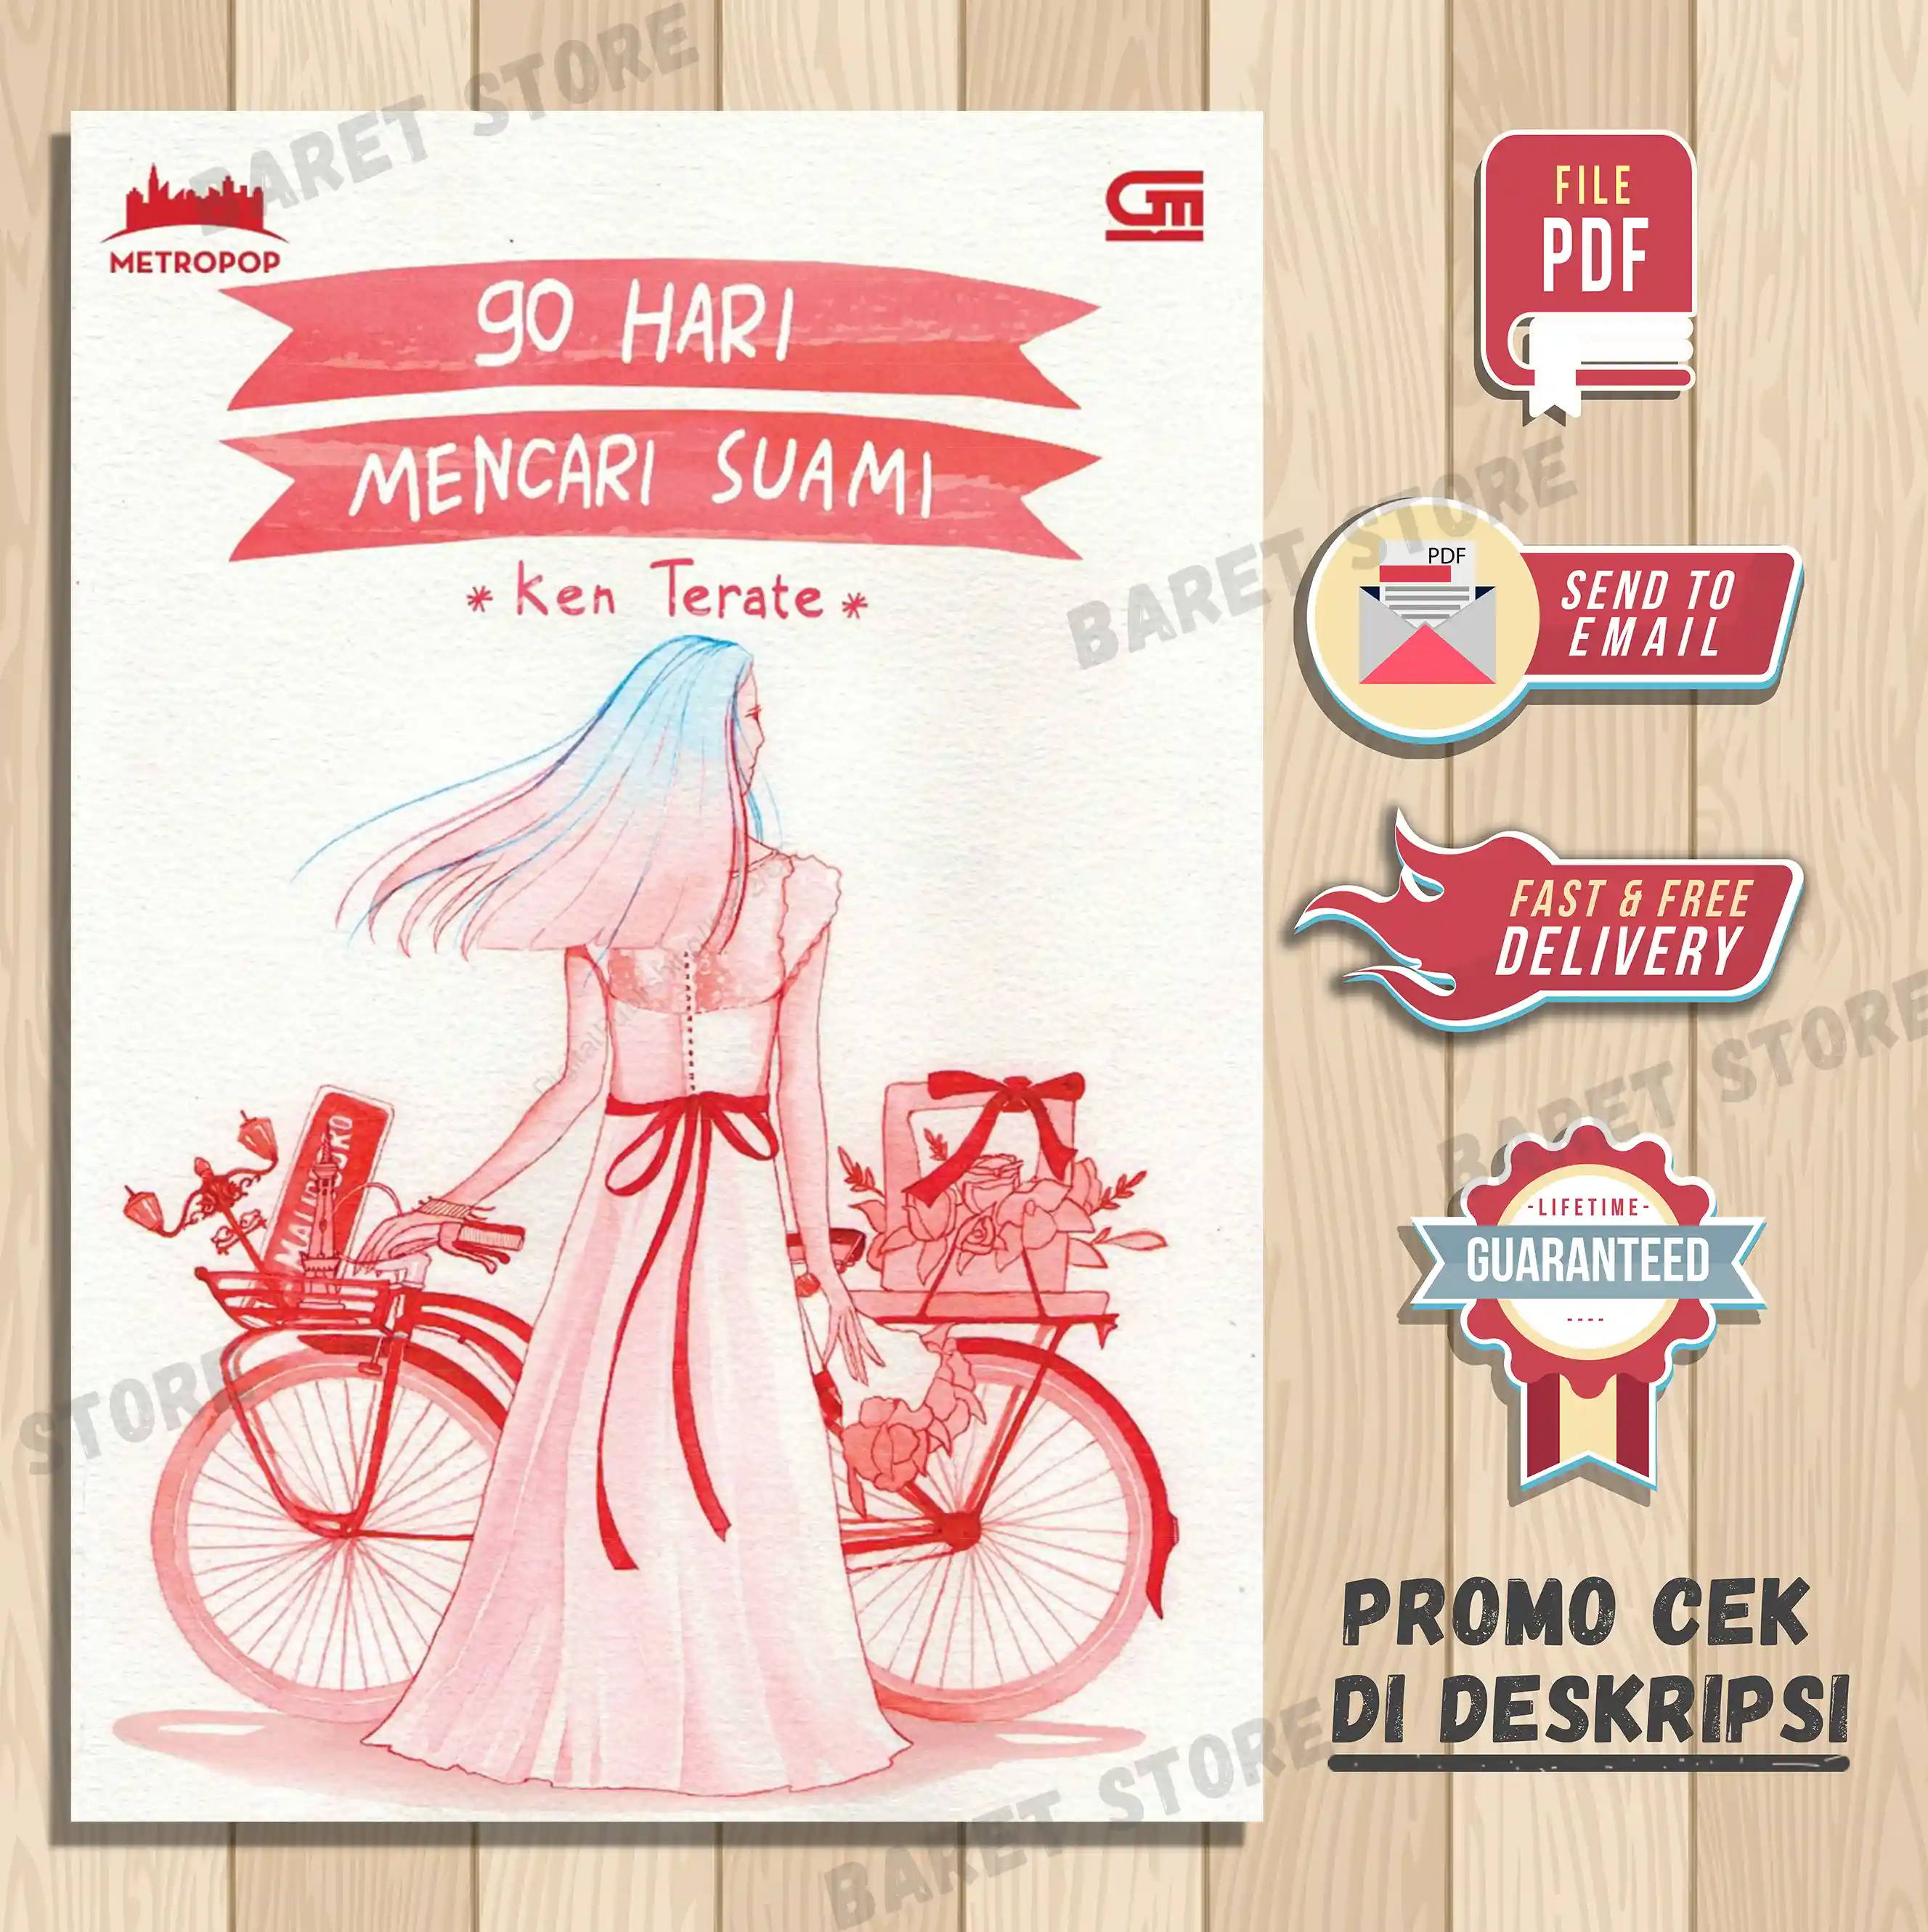 BARET STORE
METROPOP
Gm
90 HARI
MENCARI SUAMI
* Ken Terate *
MALIOBORO
FILE
PDF
BARET STORE
PDF
SEND TO
EMAIL
FAST & FREE
DELIVERY
BARET STORE
-LIFETIME-
GUARANTEED
STORE
PROMO CEK
DI DESKRIPSI
BARET STORE